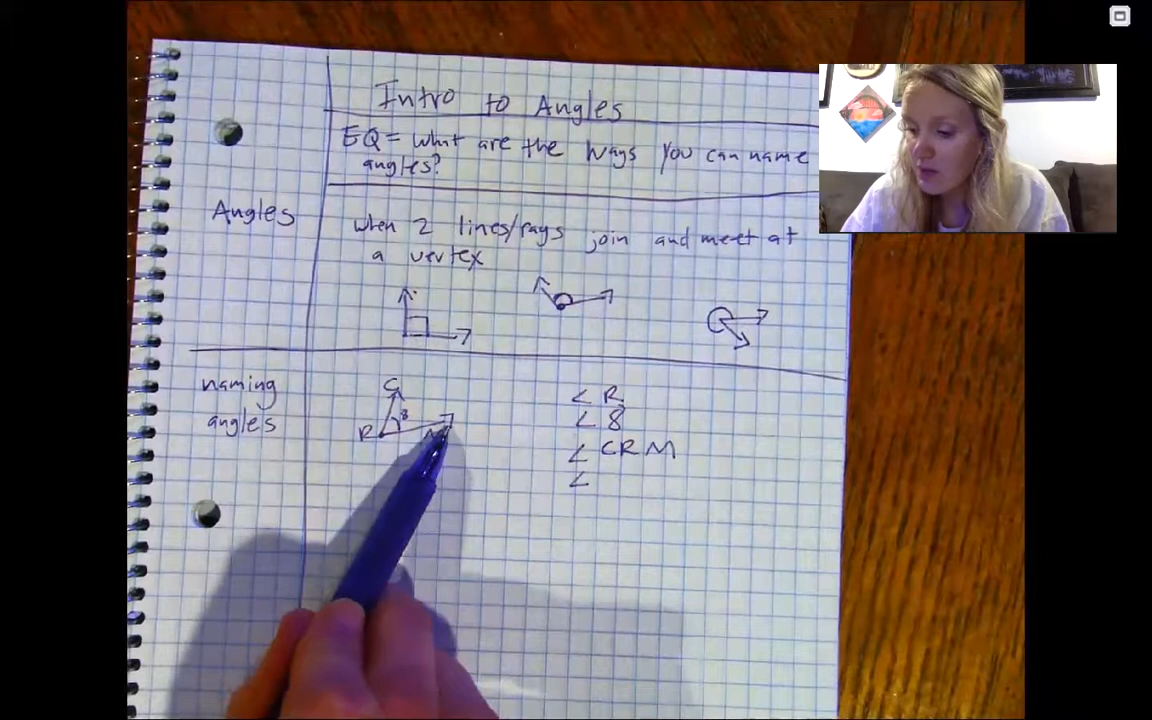 Intro to Angles
EQ = what are the ways you can name
angles?
Angles
when 2 lines/rays join and meet at
a vertex
naming
angles
C
8
R
M
∠ R
∠ 8
∠ CRM
∠